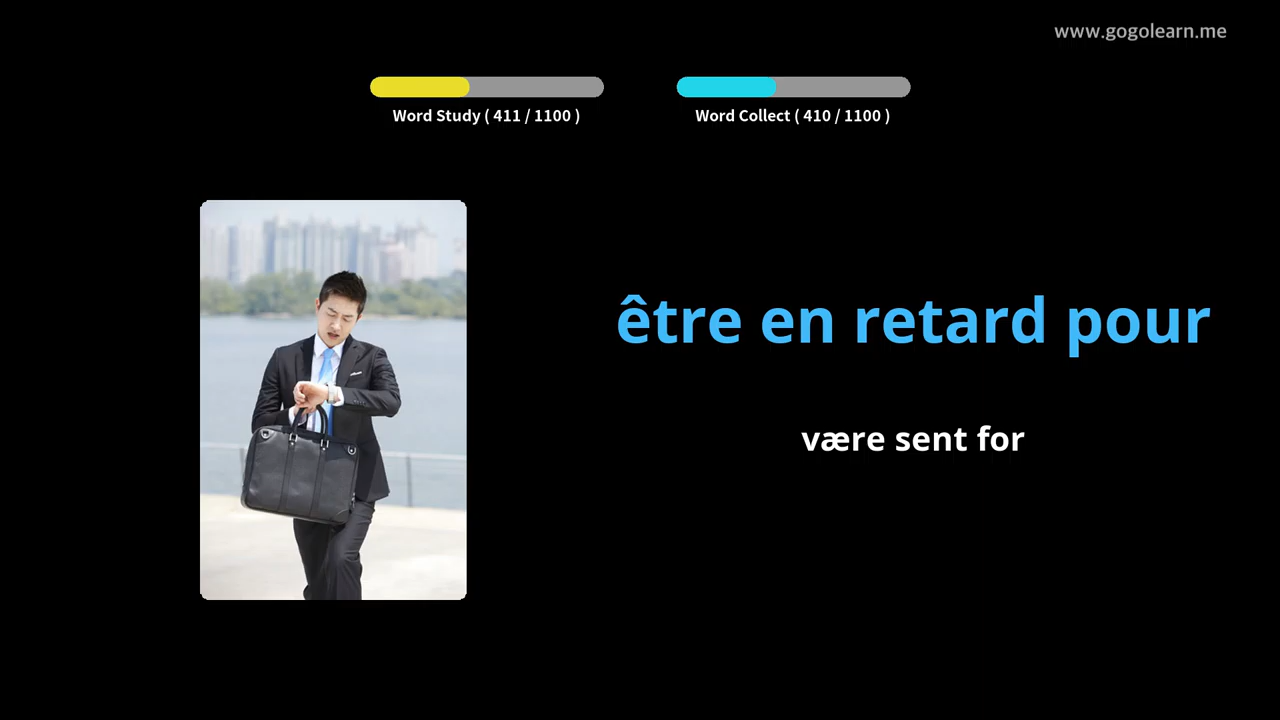 www.gogolearn.me
Word Study ( 411 / 1100 )
Word Collect ( 410 / 1100 )
être en retard pour
være sent for